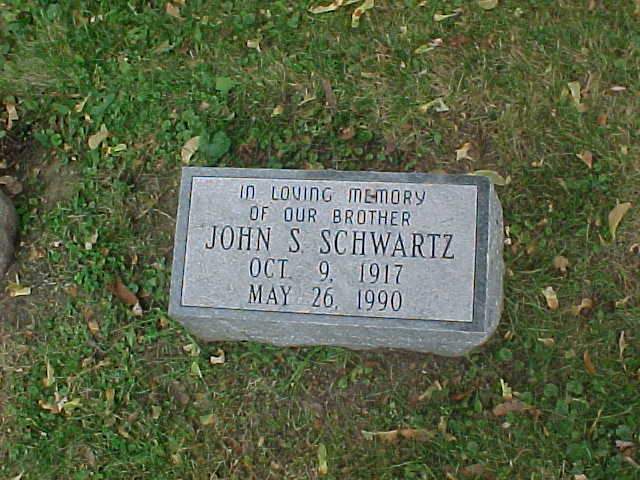 IN LOVING MEMORY
OF OUR BROTHER
JOHN S. SCHWARTZ
OCT. 9, 1917
MAY 26, 1990